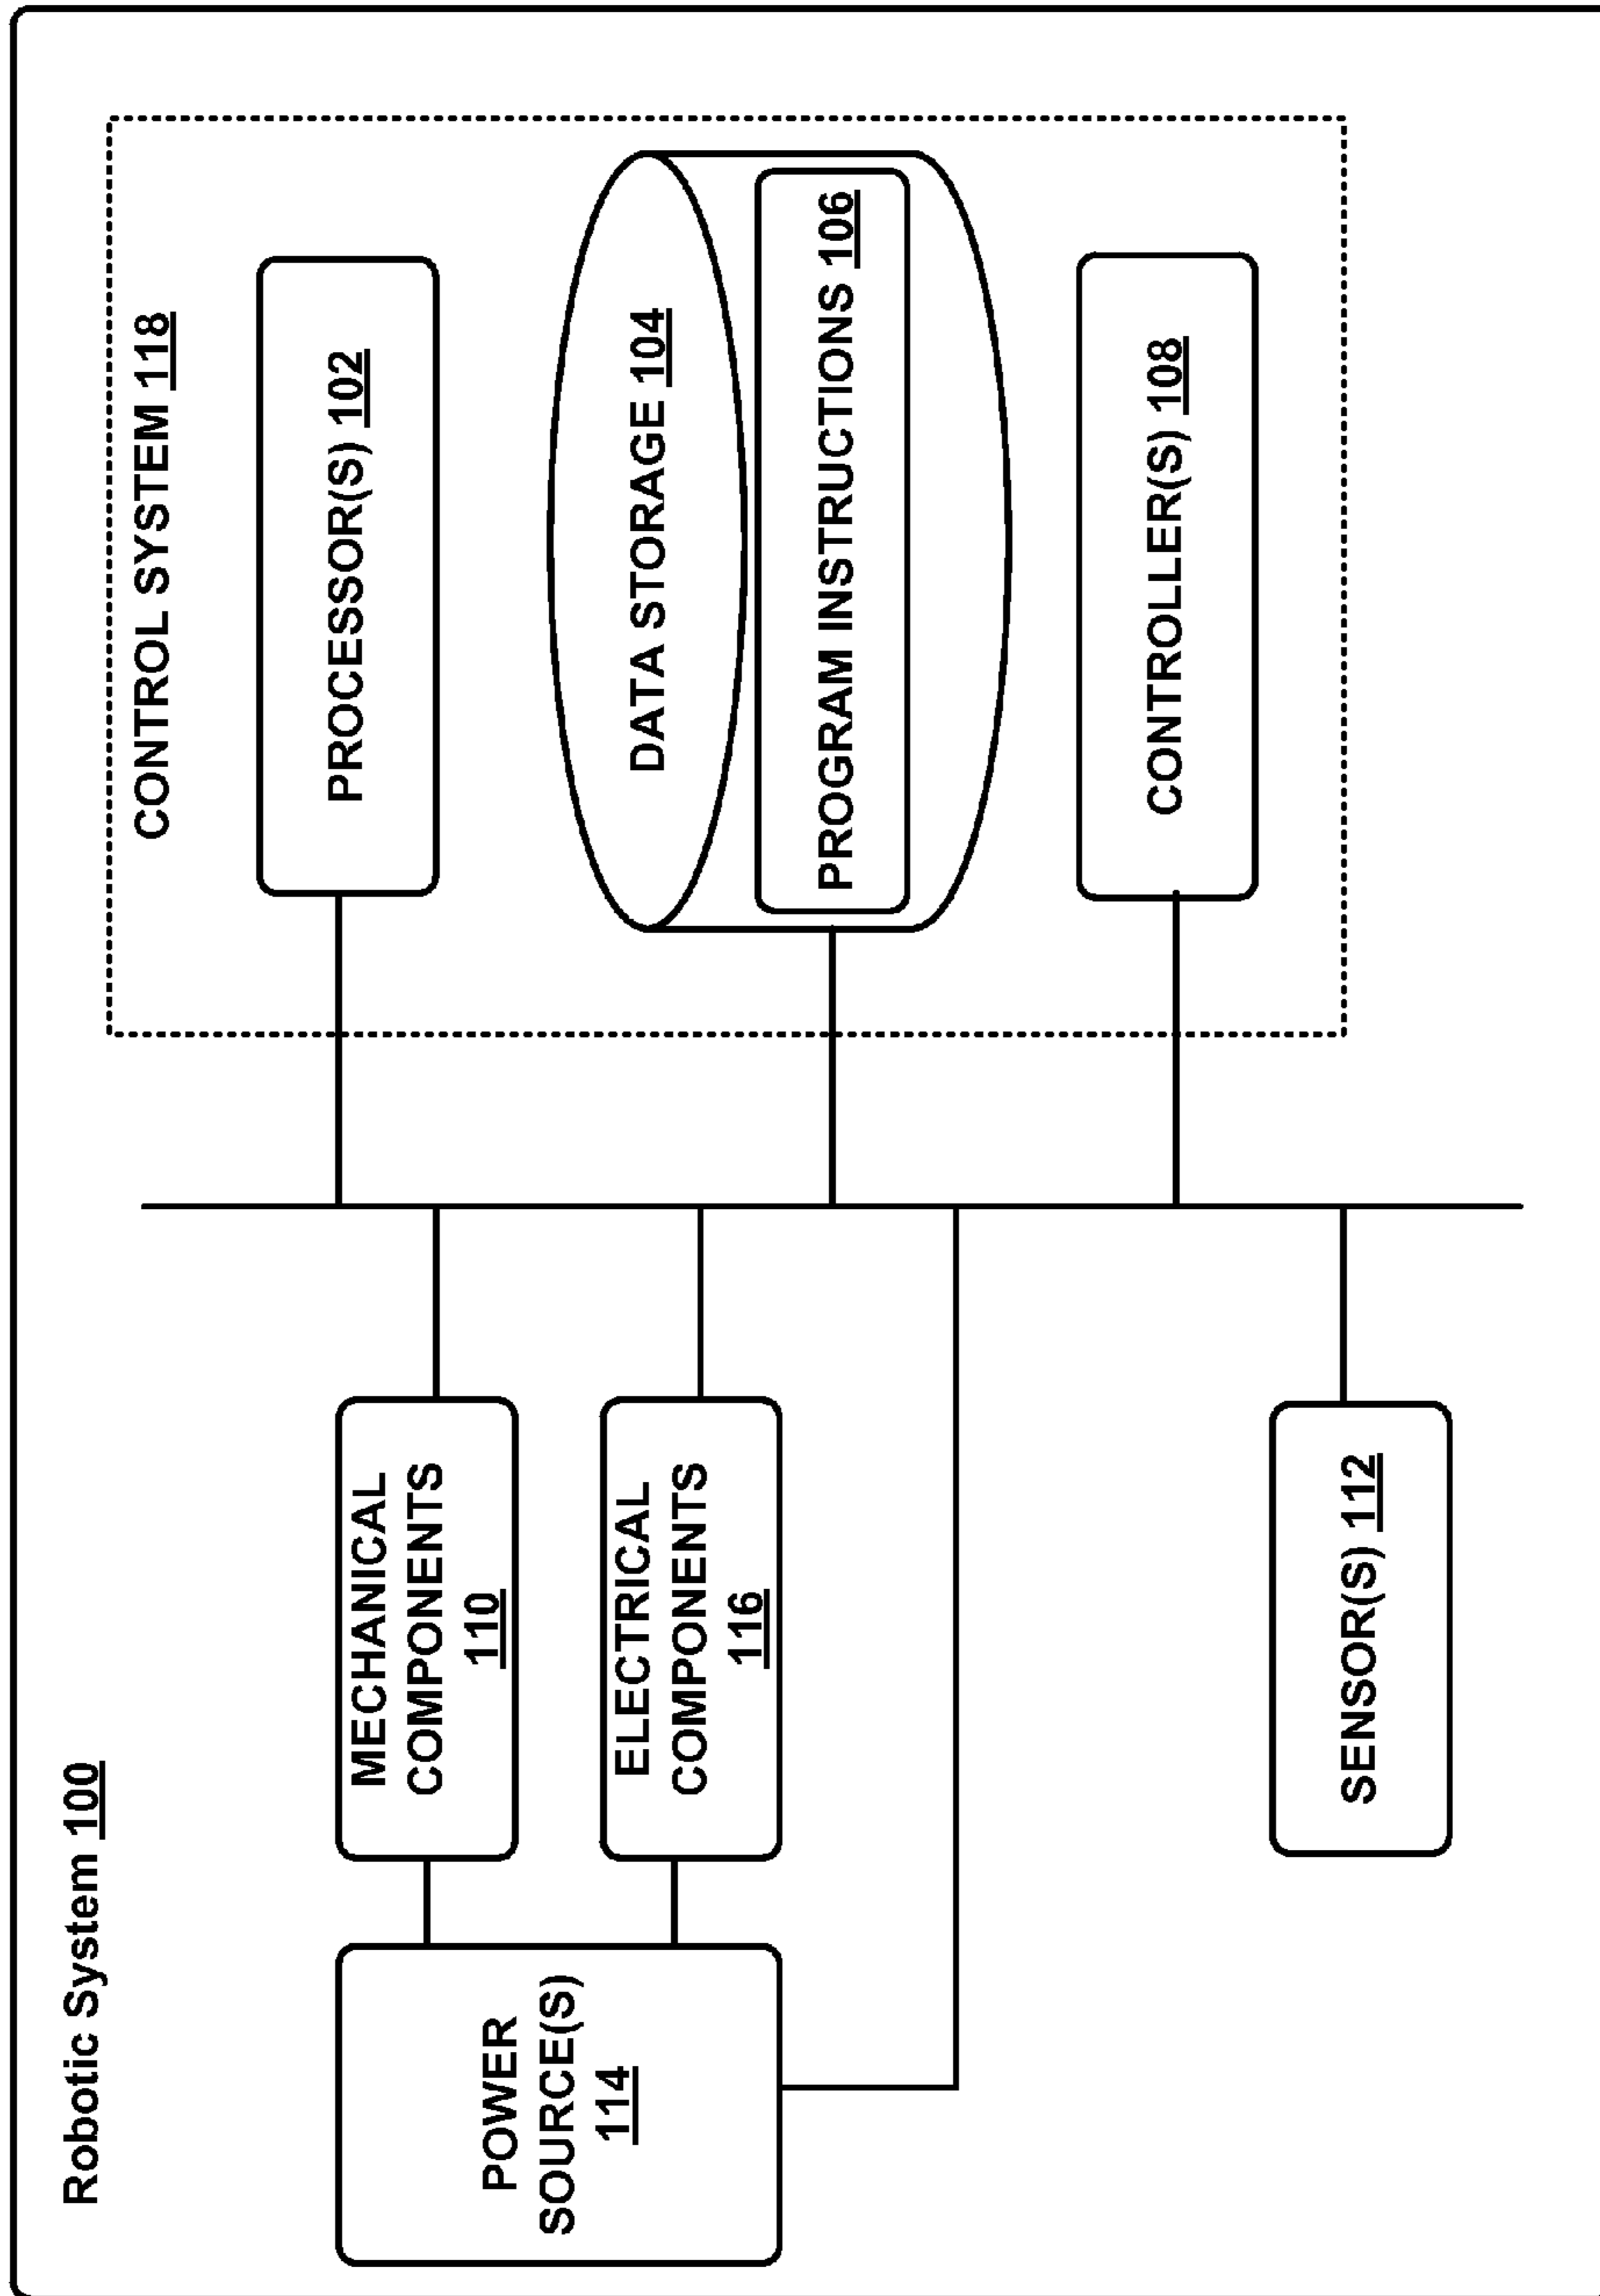 Robotic System 100
CONTROL SYSTEM 118
POWER
SOURCE(S)
114
MECHANICAL
COMPONENTS
110
ELECTRICAL
COMPONENTS
116
SENSOR(S) 112
PROCESSOR(S) 102
DATA STORAGE 104
PROGRAM INSTRUCTIONS 106
CONTROLLER(S) 108